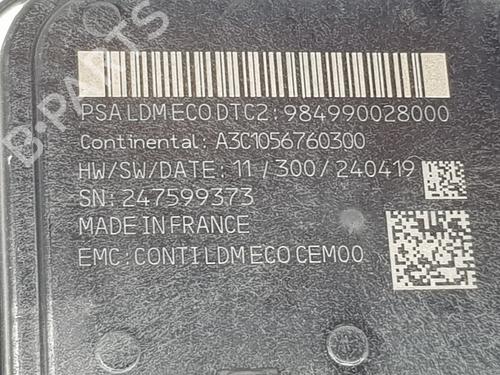 PSA LDM ECO DTC2: 984990028000
Continental: A3C1056760300
HW/SW/DATE: 11/300/240419
SN: 247599373
MADE IN FRANCE
EMC: CONTI LDM ECO CEM00
B-PARTS